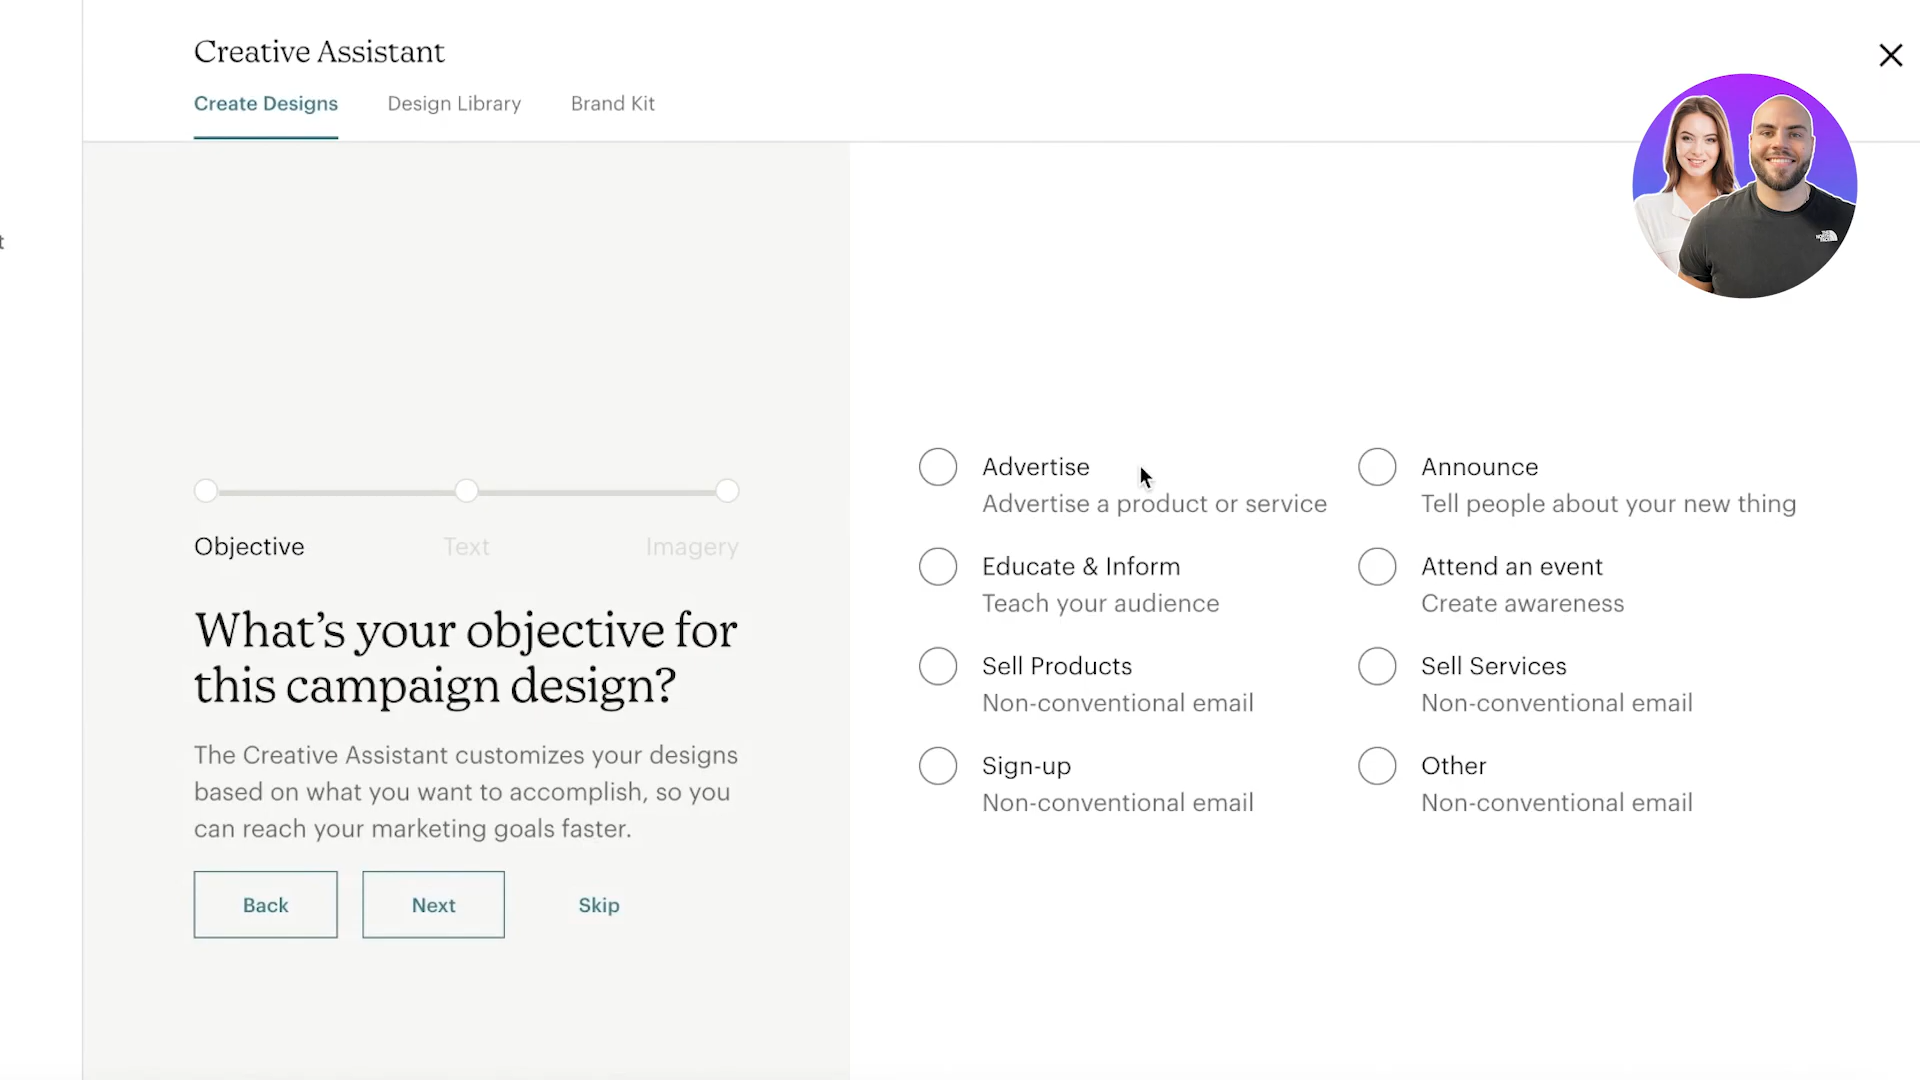 Creative Assistant
Create Designs
Design Library
Brand Kit
t
Objective
Text
Imagery
What’s your objective for
this campaign design?
The Creative Assistant customizes your designs
based on what you want to accomplish, so you
can reach your marketing goals faster.
Back
Next
Skip
Advertise
Advertise a product or service
Announce
Tell people about your new thing
Educate & Inform
Teach your audience
Attend an event
Create awareness
Sell Products
Non-conventional email
Sell Services
Non-conventional email
Sign-up
Non-conventional email
Other
Non-conventional email